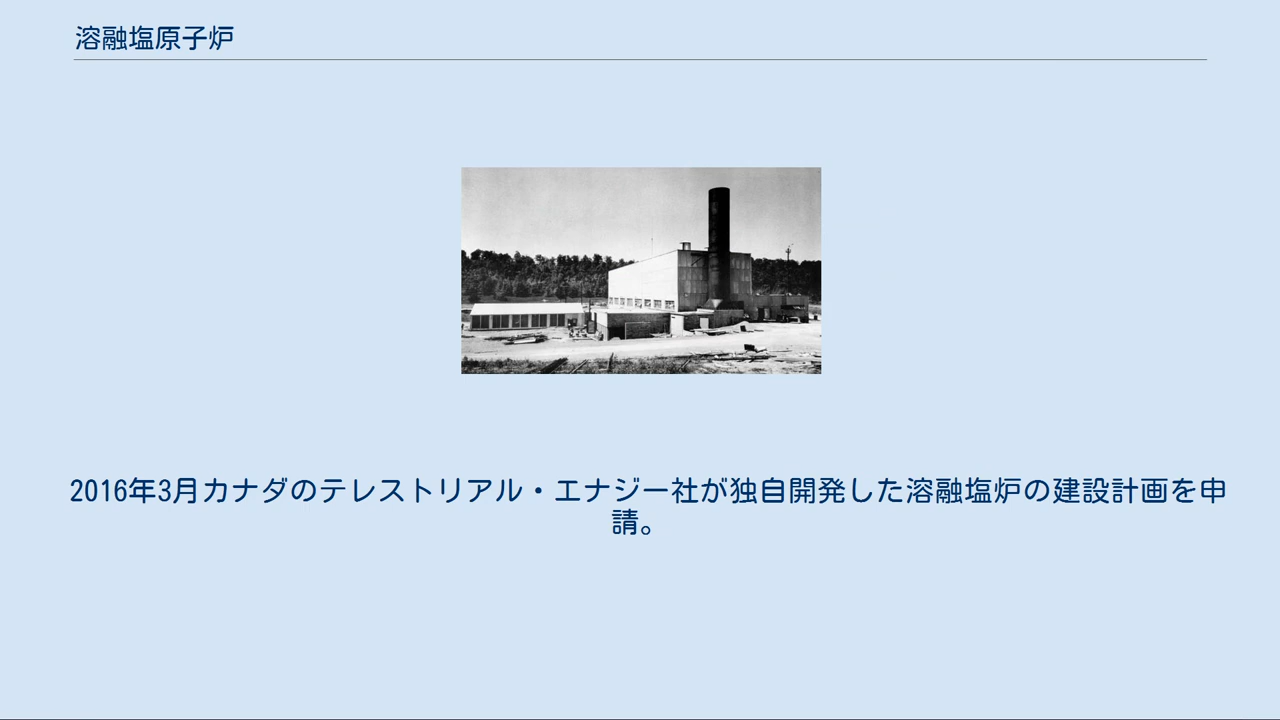 溶融塩原子炉
2016年3月カナダのテレストリアル・エナジー社が独自開発した溶融塩炉の建設計画を申
請。